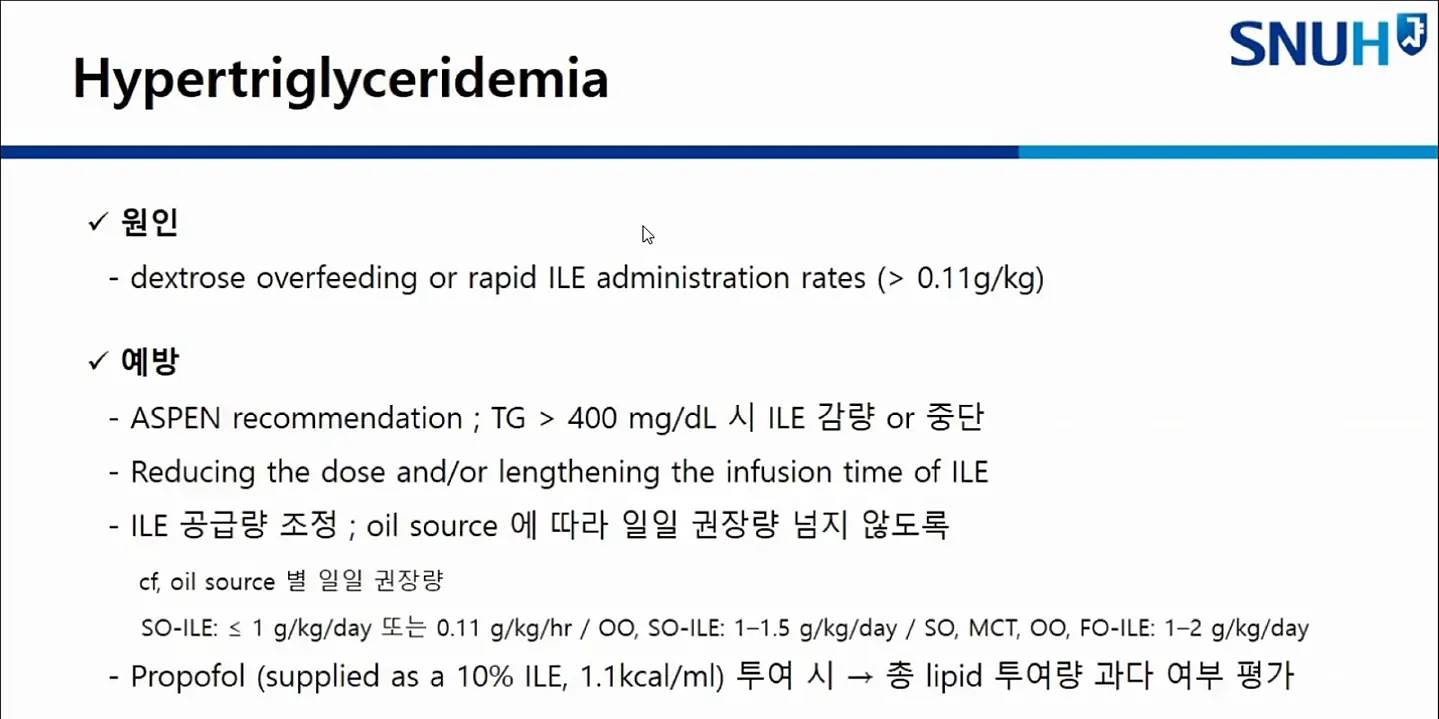 SNUH
Hypertriglyceridemia
✓ 원인
- dextrose overfeeding or rapid ILE administration rates (> 0.11g/kg)
✓ 예방
- ASPEN recommendation ; TG > 400 mg/dL 시 ILE 감량 or 중단
- Reducing the dose and/or lengthening the infusion time of ILE
- ILE 공급량 조정 ; oil source 에 따라 일일 권장량 넘지 않도록
cf, oil source 별 일일 권장량
SO-ILE: ≤ 1 g/kg/day 또는 0.11 g/kg/hr / OO, SO-ILE: 1–1.5 g/kg/day / SO, MCT, OO, FO-ILE: 1–2 g/kg/day
- Propofol (supplied as a 10% ILE, 1.1kcal/ml) 투여 시 → 총 lipid 투여량 과다 여부 평가